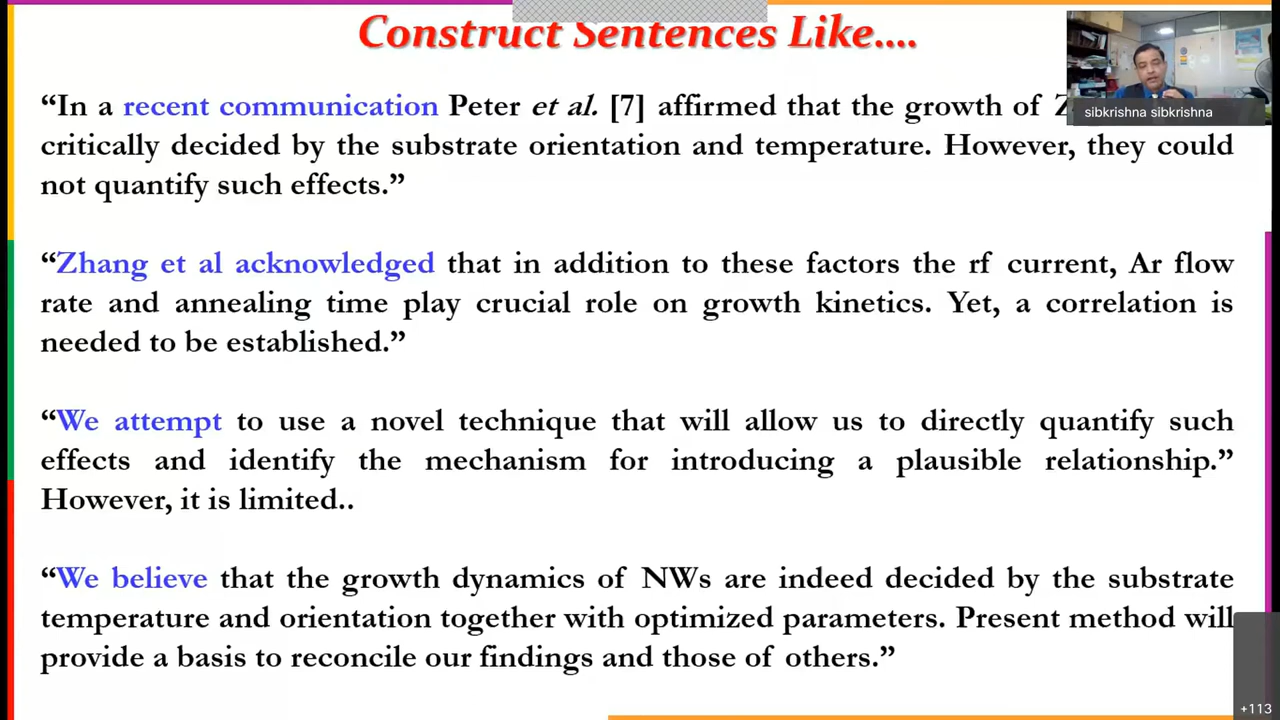 Construct Sentences Like....
sibkrishna sibkrishna
“In a recent communication Peter et al. [7] affirmed that the growth of
critically decided by the substrate orientation and temperature. However, they could
not quantify such effects.”
“Zhang et al acknowledged that in addition to these factors the rf current, Ar flow
rate and annealing time play crucial role on growth kinetics. Yet, a correlation is
needed to be established.”
“We attempt to use a novel technique that will allow us to directly quantify such
effects and identify the mechanism for introducing a plausible relationship.”
However, it is limited..
“We believe that the growth dynamics of NWs are indeed decided by the substrate
temperature and orientation together with optimized parameters. Present method will
provide a basis to reconcile our findings and those of others.”
+113